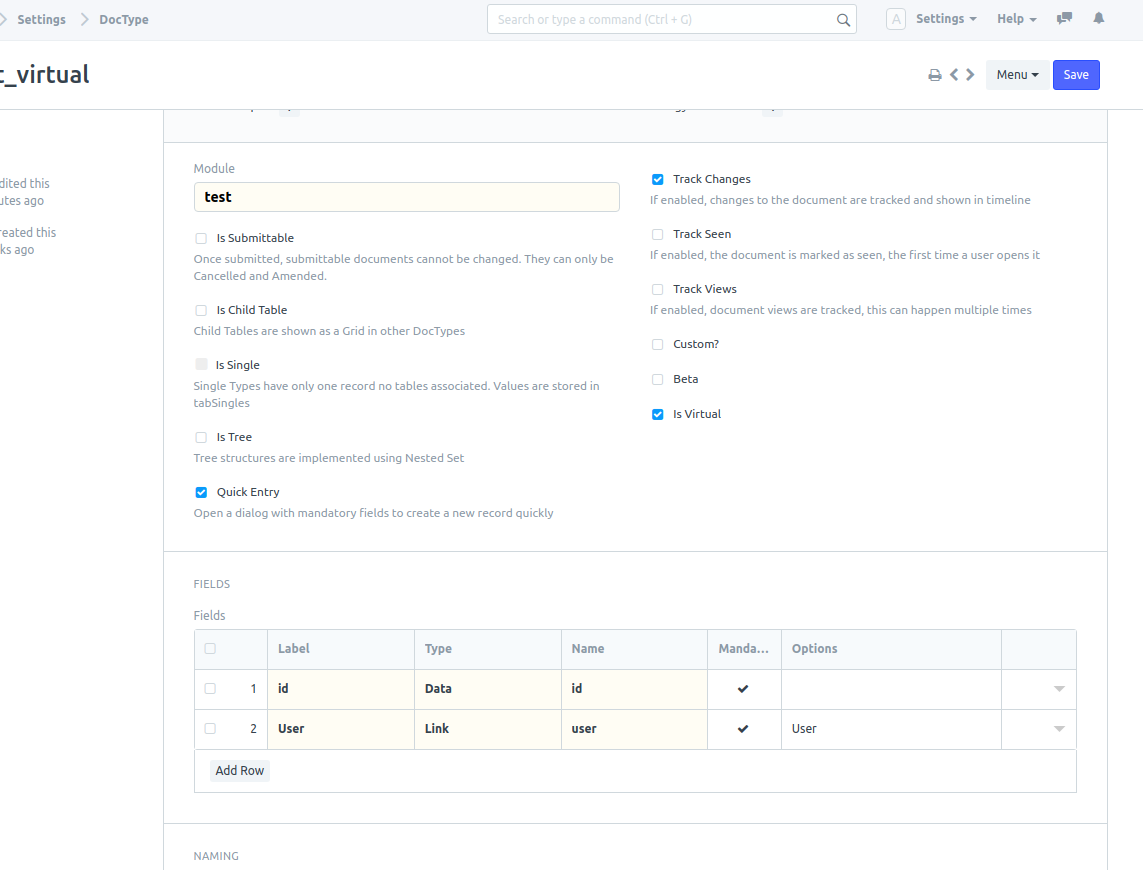 Settings
DocType
Search or type a command (Ctrl + G)
A
Settings
Help
_virtual
Menu
Save
dited this
utes ago
reated this
ks ago
Module
test
Is Submittable
Once submitted, submittable documents cannot be changed. They can only be
Cancelled and Amended.
Is Child Table
Child Tables are shown as a Grid in other DocTypes
Is Single
Single Types have only one record no tables associated. Values are stored in
tabSingles
Is Tree
Tree structures are implemented using Nested Set
Quick Entry
Open a dialog with mandatory fields to create a new record quickly
Track Changes
If enabled, changes to the document are tracked and shown in timeline
Track Seen
If enabled, the document is marked as seen, the first time a user opens it
Track Views
If enabled, document views are tracked, this can happen multiple times
Custom?
Beta
Is Virtual
FIELDS
Fields
Label Type Name Manda... Options
1 id Data id
2 User Link user User
Add Row
NAMING